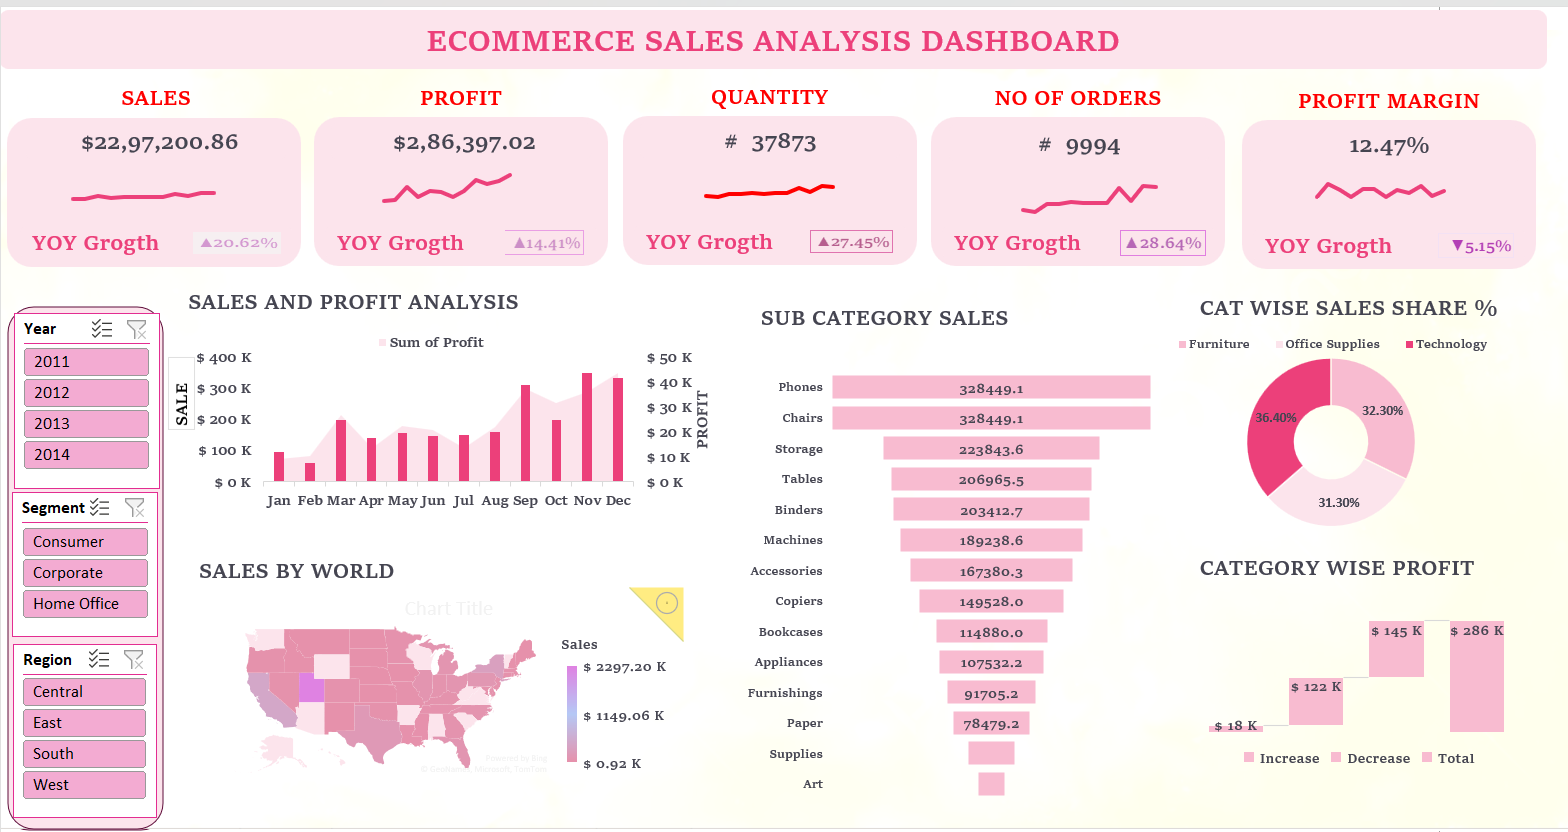 ECOMMERCE SALES ANALYSIS DASHBOARD
SALES
$22,97,200.86
YOY Grogth ▲20.62%
PROFIT
$2,86,397.02
YOY Grogth ▲14.41%
QUANTITY
# 37873
YOY Grogth ▲27.45%
NO OF ORDERS
# 9994
YOY Grogth ▲28.64%
PROFIT MARGIN
12.47%
YOY Grogth ▼5.15%
Year
2011
2012
2013
2014
Segment
Consumer
Corporate
Home Office
Region
Central
East
South
West
SALES AND PROFIT ANALYSIS
Sum of Profit
SALE
$ 400 K
$ 300 K
$ 200 K
$ 100 K
$ 0 K
$ 50 K
$ 40 K
$ 30 K
$ 20 K
$ 10 K
$ 0 K
PROFIT
Jan Feb Mar Apr May Jun Jul Aug Sep Oct Nov Dec
SALES BY WORLD
Chart Title
Sales
$ 2297.20 K
$ 1149.06 K
$ 0.92 K
Powered by Bing
© GeoNames, Microsoft, TomTom
SUB CATEGORY SALES
Phones 328449.1
Chairs 328449.1
Storage 223843.6
Tables 206965.5
Binders 203412.7
Machines 189238.6
Accessories 167380.3
Copiers 149528.0
Bookcases 114880.0
Appliances 107532.2
Furnishings 91705.2
Paper 78479.2
Supplies
Art
CAT WISE SALES SHARE %
Furniture Office Supplies Technology
36.40%
32.30%
31.30%
CATEGORY WISE PROFIT
$ 18 K
$ 122 K
$ 145 K
$ 286 K
Increase Decrease Total